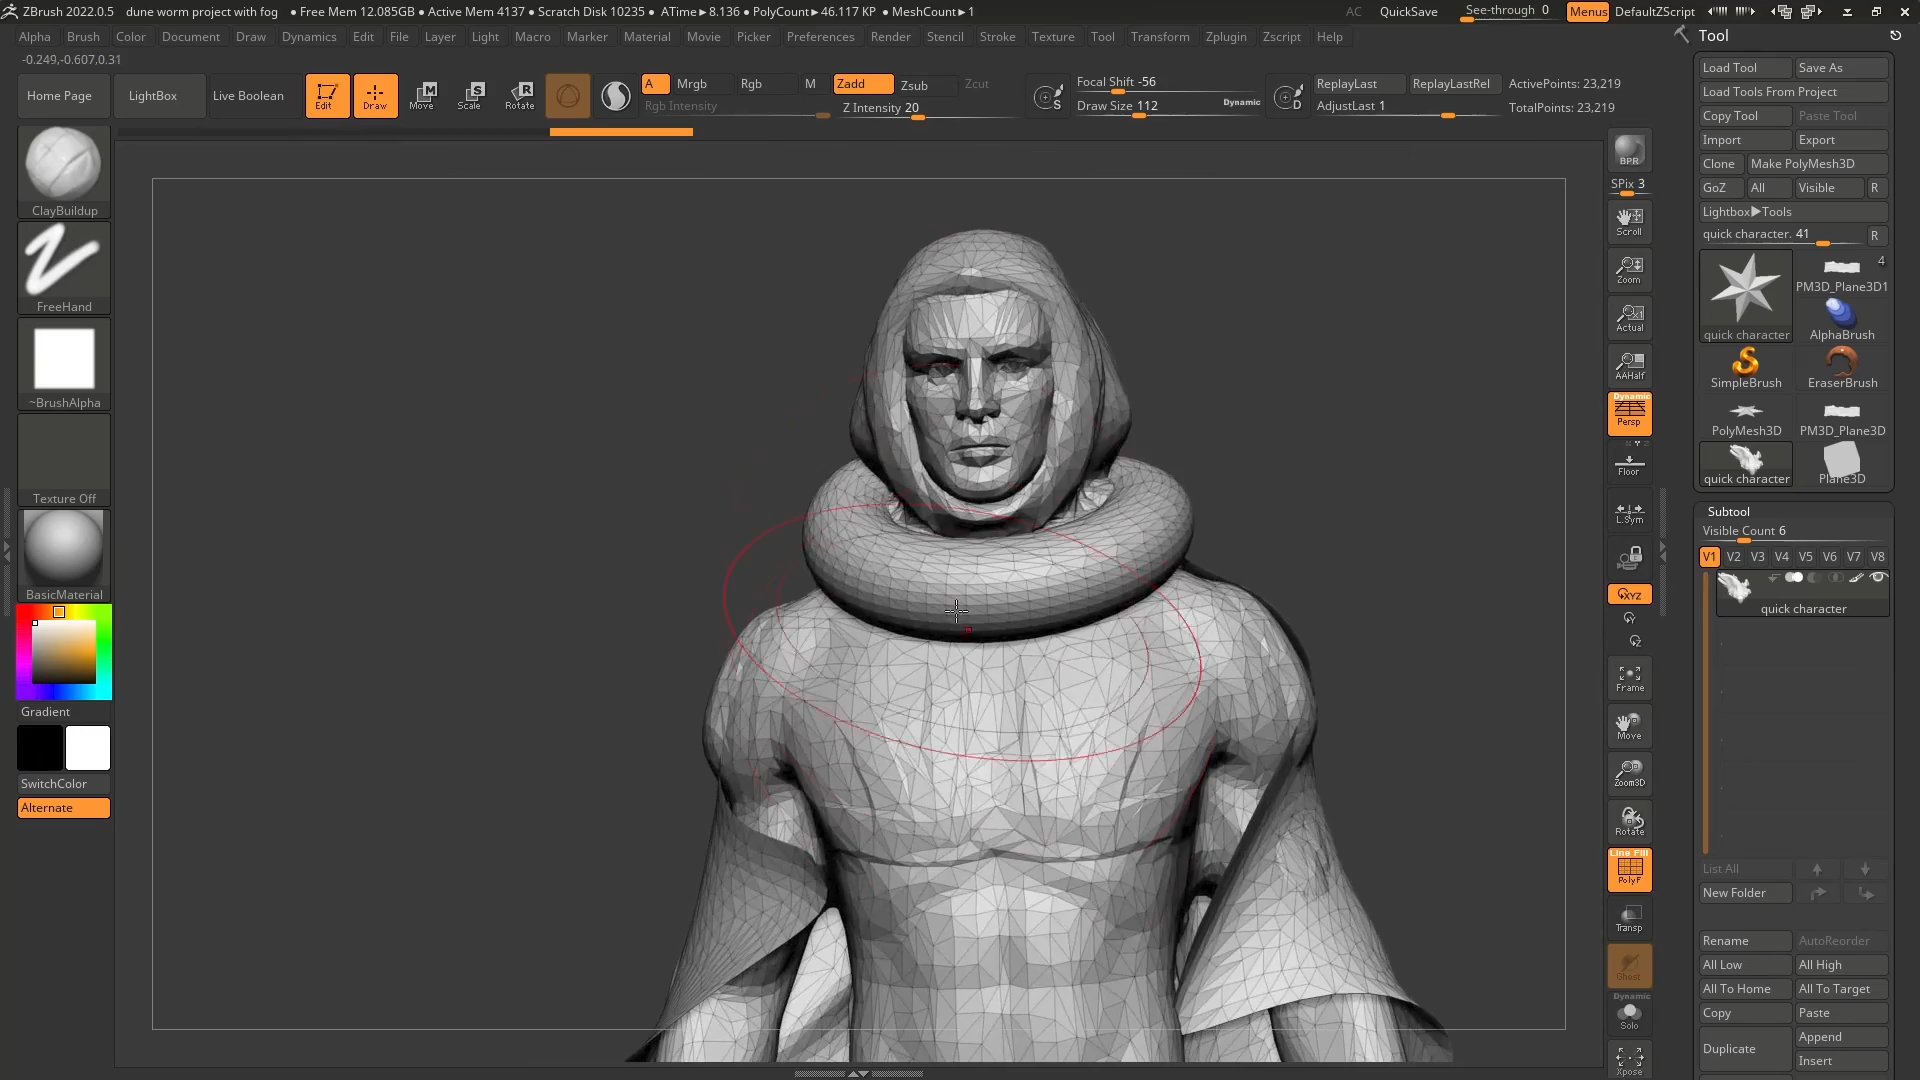 ZBrush 2022.0.5 dune worm project with fog • Free Mem 12.085GB • Active Mem 4137 • Scratch Disk 10235 • ATime►8.136 • PolyCount►46.117 KP • MeshCount►1 AC QuickSave See-through 0 Menus DefaultZScript
Alpha Brush Color Document Draw Dynamics Edit File Layer Light Macro Marker Material Movie Picker Preferences Render Stencil Stroke Texture Tool Transform Zplugin Zscript Help
-0.249,-0.607,0.31
Home Page LightBox Live Boolean
Edit Draw Move Scale Rotate
M S R
A Mrgb Rgb M
Rgb Intensity
Zadd Zsub Zcut
Z Intensity 20
S
Focal Shift -56
Draw Size 112 Dynamic
D
ReplayLast ReplayLastRel
AdjustLast 1
ActivePoints: 23,219
TotalPoints: 23,219
ClayBuildup
FreeHand
~BrushAlpha
Texture Off
BasicMaterial
Gradient
SwitchColor
Alternate
BPR
SPix 3
Scroll
Zoom
Actual
AAHalf
Dynamic
Persp
Floor
L.Sym
XYZ
Frame
Move
Zoom3D
Rotate
Line Fill
PolyF
Transp
Ghost
Dynamic
Solo
Xpose
Tool
Load Tool Save As
Load Tools From Project
Copy Tool Paste Tool
Import Export
Clone Make PolyMesh3D
GoZ All Visible R
Lightbox►Tools
quick character. 41 R
4
quick character PM3D_Plane3D1
AlphaBrush
SimpleBrush EraserBrush
PolyMesh3D PM3D_Plane3D
quick character Plane3D
Subtool
Visible Count 6
V1 V2 V3 V4 V5 V6 V7 V8
quick character
List All
New Folder
Rename AutoReorder
All Low All High
All To Home All To Target
Copy Paste
Duplicate Append
Insert